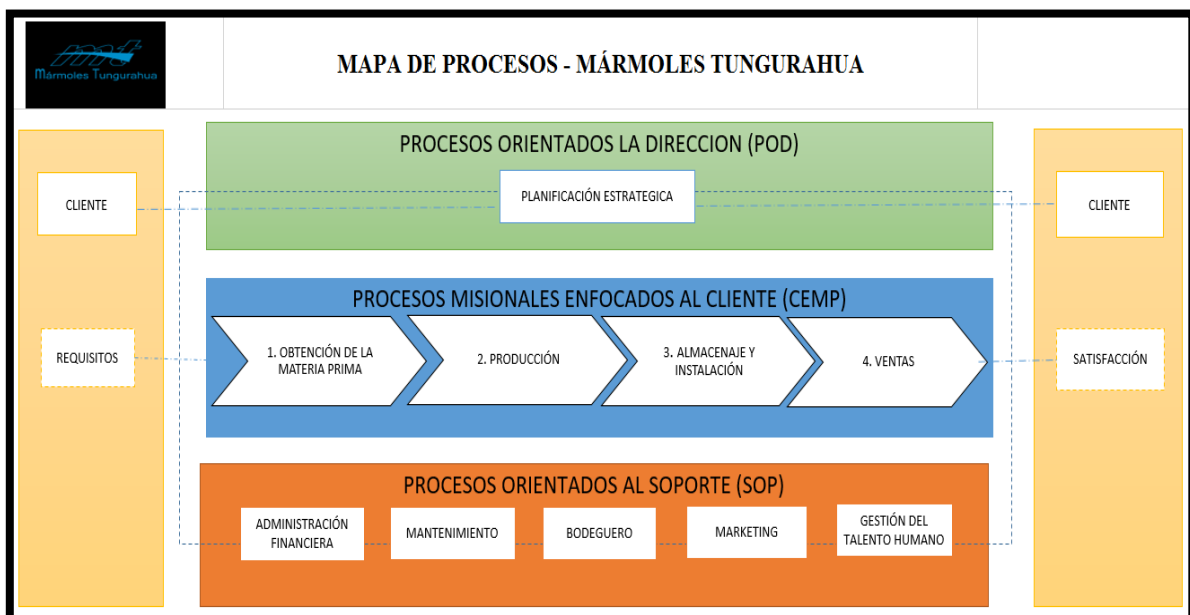 mt
Mármoles Tungurahua
MAPA DE PROCESOS - MÁRMOLES TUNGURAHUA
PROCESOS ORIENTADOS LA DIRECCION (POD)
PLANIFICACIÓN ESTRATEGICA
CLIENTE
CLIENTE
PROCESOS MISIONALES ENFOCADOS AL CLIENTE (CEMP)
REQUISITOS
1. OBTENCIÓN DE LA
MATERIA PRIMA
2. PRODUCCIÓN
3. ALMACENAJE Y
INSTALACIÓN
4. VENTAS
SATISFACCIÓN
PROCESOS ORIENTADOS AL SOPORTE (SOP)
ADMINISTRACIÓN
FINANCIERA
MANTENIMIENTO
BODEGUERO
MARKETING
GESTIÓN DEL
TALENTO HUMANO